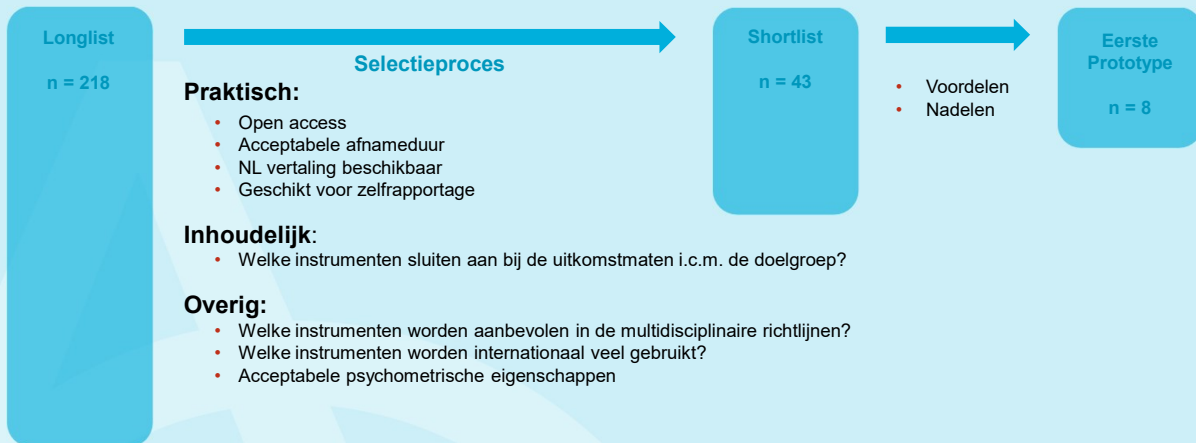 Longlist
n = 218
Selectieproces
Praktisch:
• Open access
• Acceptabele afnameduur
• NL vertaling beschikbaar
• Geschikt voor zelfrapportage
Inhoudelijk:
• Welke instrumenten sluiten aan bij de uitkomstmaten i.c.m. de doelgroep?
Overig:
• Welke instrumenten worden aanbevolen in de multidisciplinaire richtlijnen?
• Welke instrumenten worden internationaal veel gebruikt?
• Acceptabele psychometrische eigenschappen
Shortlist
n = 43
• Voordelen
• Nadelen
Eerste
Prototype
n = 8